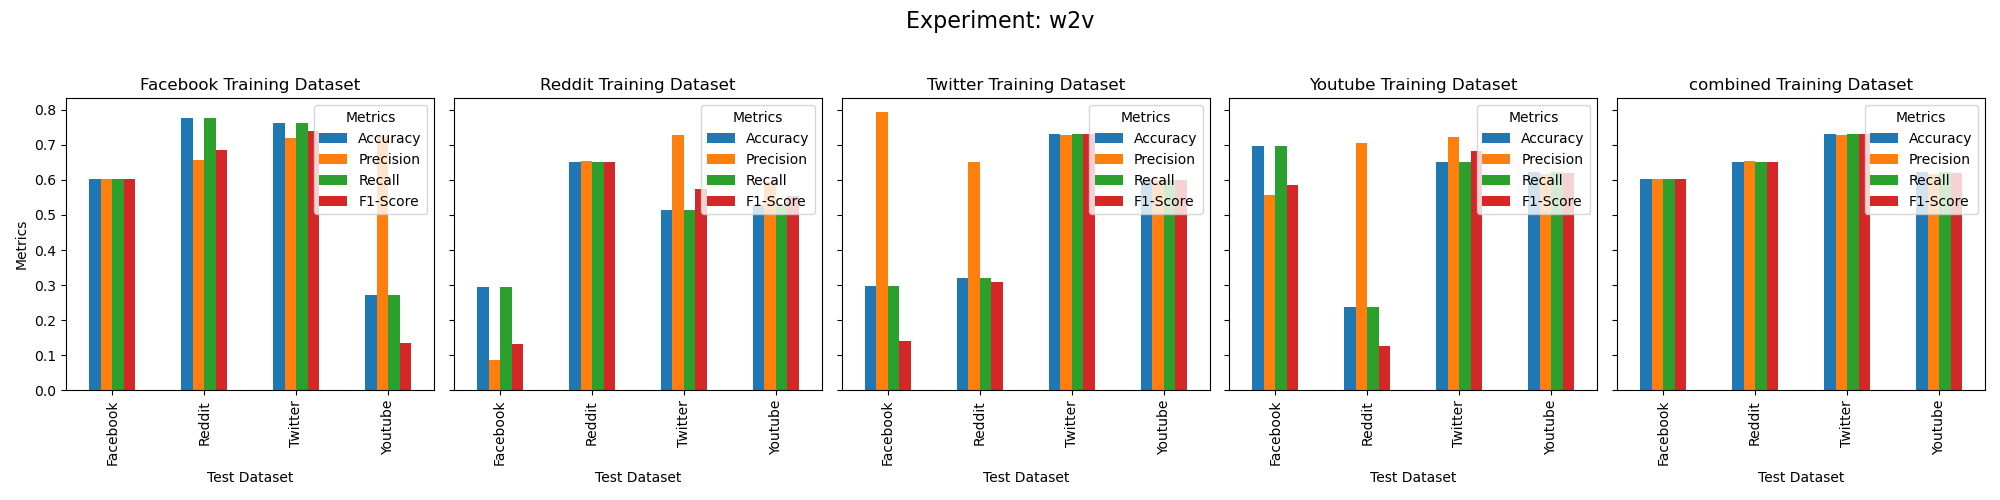 Experiment: w2v
Facebook Training Dataset
Metrics
0.8
0.7
0.6
0.5
0.4
0.3
0.2
0.1
0.0
Metrics
Accuracy
Precision
Recall
F1-Score
Facebook
Reddit
Twitter
Youtube
Test Dataset
Reddit Training Dataset
Metrics
Accuracy
Precision
Recall
F1-Score
Facebook
Reddit
Twitter
Youtube
Test Dataset
Twitter Training Dataset
Metrics
Accuracy
Precision
Recall
F1-Score
Facebook
Reddit
Twitter
Youtube
Test Dataset
Youtube Training Dataset
Metrics
Accuracy
Precision
Recall
F1-Score
Facebook
Reddit
Twitter
Youtube
Test Dataset
combined Training Dataset
Metrics
Accuracy
Precision
Recall
F1-Score
Facebook
Reddit
Twitter
Youtube
Test Dataset